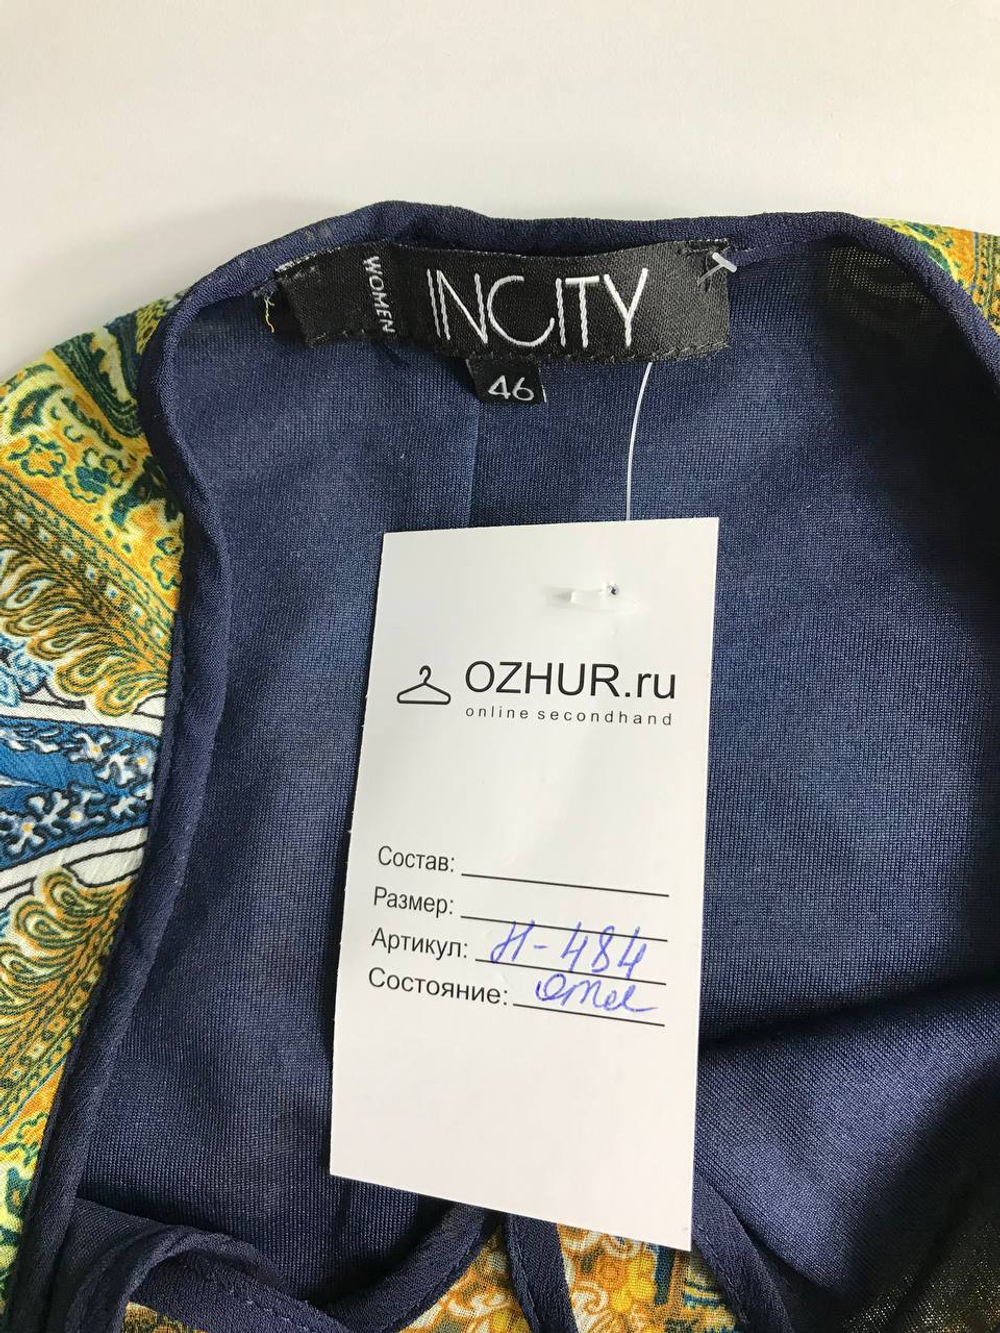 WOMEN
INCITY
46
OZHUR.ru
online secondhand
Состав:
Размер:
Артикул: Н-484
Состояние: Отл